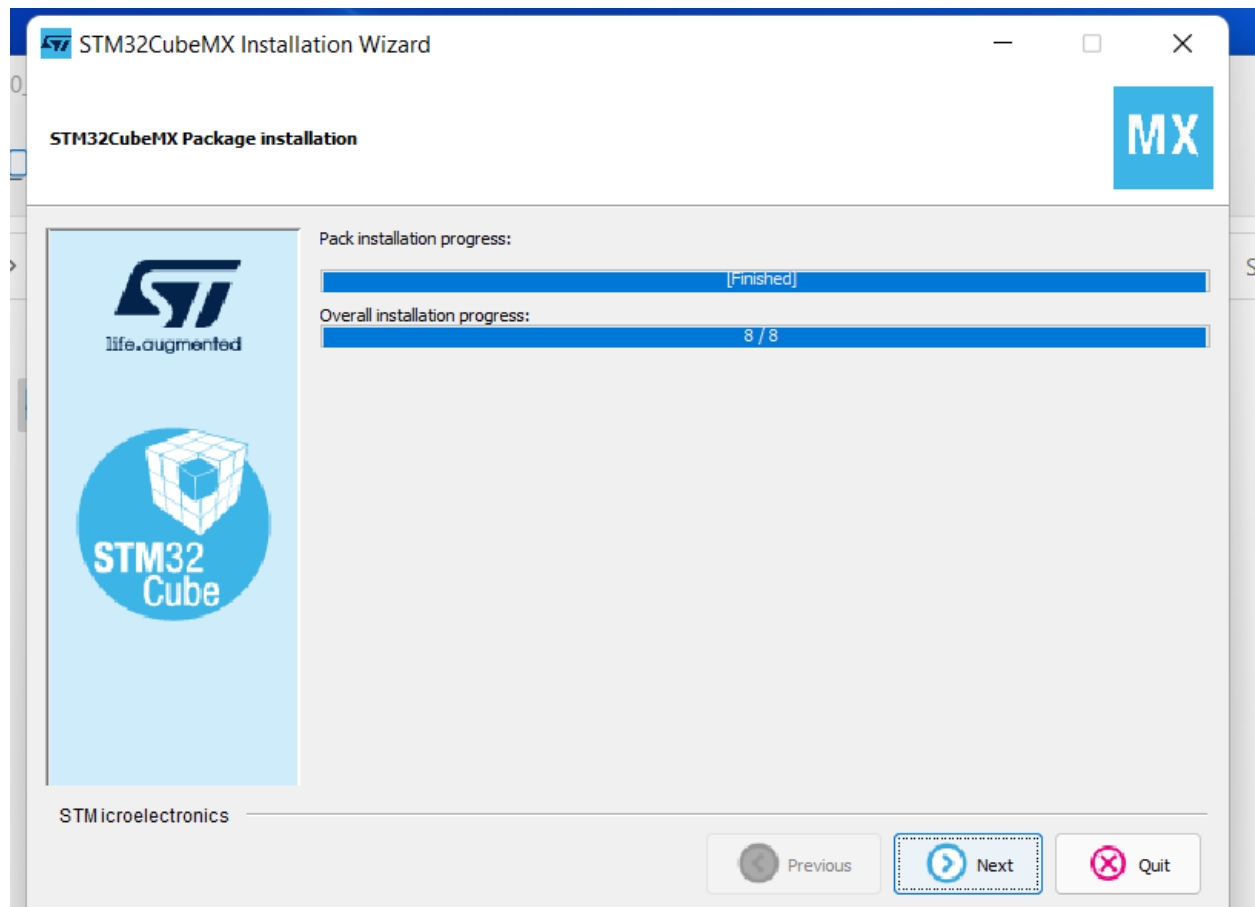 STM32CubeMX Installation Wizard
STM32CubeMX Package installation
MX
Pack installation progress:
[Finished]
Overall installation progress:
8 / 8
ST
life.augmented
STM32
Cube
STMicroelectronics
Previous
Next
Quit